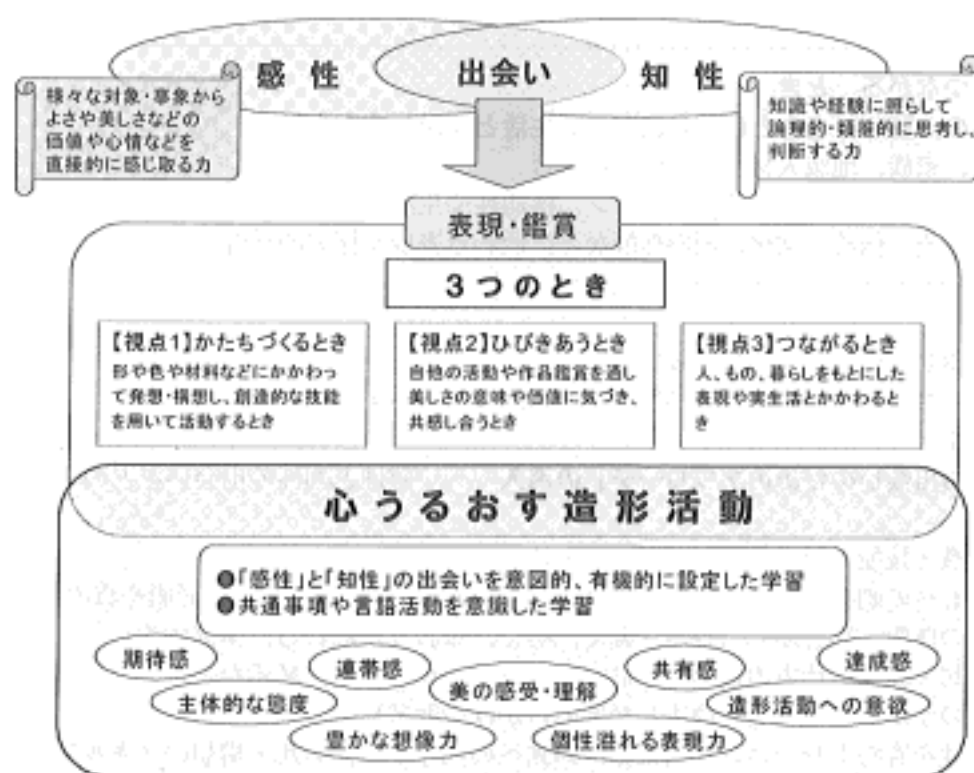 感性
出会い
知性
様々な対象・事象から
よさや美しさなどの
価値や心情などを
直接的に感じ取る力
知識や経験に照らして
論理的・類推的に思考し、
判断する力
表現・鑑賞
3つのとき
【視点1】かたちづくるとき
形や色や材料などにかかわっ
て発想・構想し、創造的な技能
を用いて活動するとき
【視点2】ひびきあうとき
自他の活動や作品鑑賞を通し
美しさの意味や価値に気づき、
共感し合うとき
【視点3】つながるとき
人、もの、暮らしをもとにした
表現や実生活とかかわると
き
心うるおす造形活動
●「感性」と「知性」の出会いを意図的、有機的に設定した学習
●共通事項や言語活動を意識した学習
期待感
連帯感
共有感
達成感
主体的な態度
美の感受・理解
造形活動への意欲
豊かな想像力
個性溢れる表現力